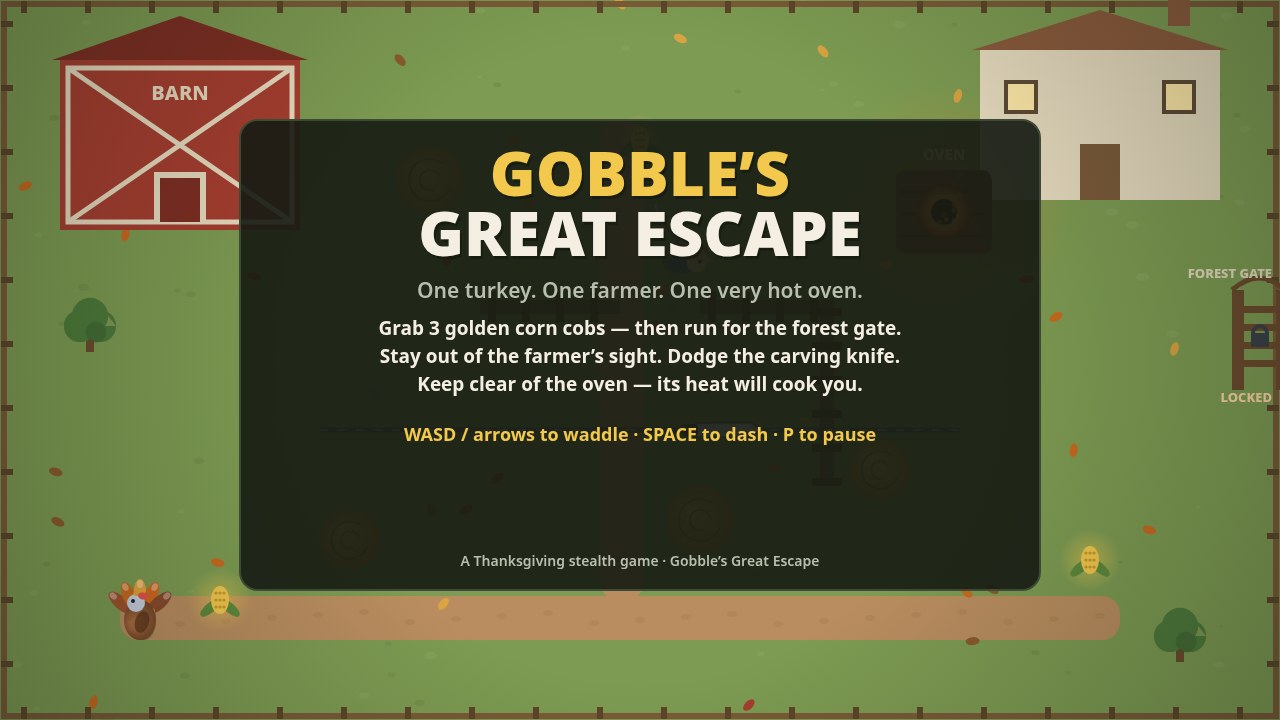 BARN
GOBBLE’S
GREAT ESCAPE
OVEN
One turkey. One farmer. One very hot oven.
Grab 3 golden corn cobs — then run for the forest gate.
Stay out of the farmer’s sight. Dodge the carving knife.
Keep clear of the oven — its heat will cook you.
WASD / arrows to waddle · SPACE to dash · P to pause
A Thanksgiving stealth game · Gobble’s Great Escape
FOREST GATE
LOCKED